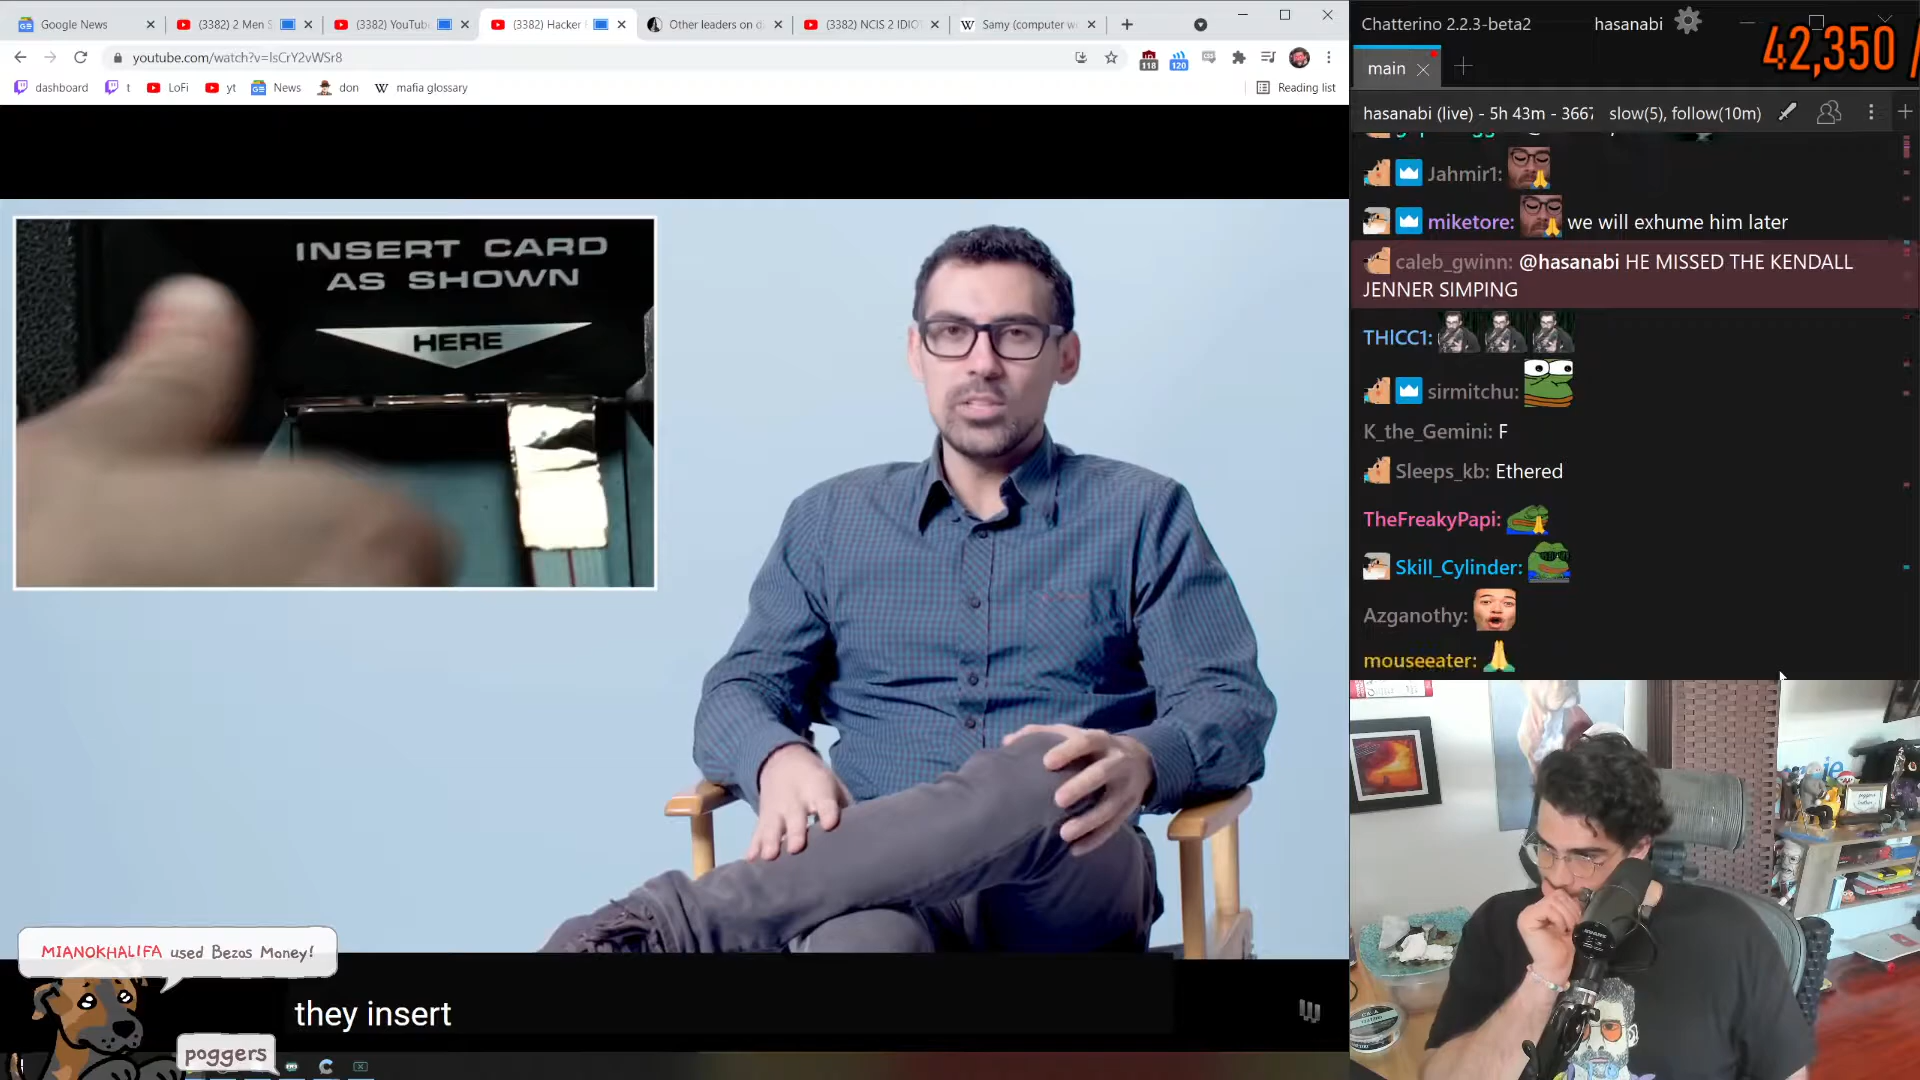 Google News
(3382) 2 Men S
(3382) YouTube
(3382) Hacker
Other leaders on d
(3382) NCIS 2 IDIO
Samy (computer w
youtube.com/watch?v=IsCrY2vWSr8
118
120
dashboard
t
LoFi
yt
News
don
mafia glossary
Reading list
INSERT CARD
AS SHOWN
HERE
MIANOKHALIFA used Bezos Money!
they insert
poggers
Chatterino 2.2.3-beta2
hasanabi
42,350 /
main
hasanabi (live) - 5h 43m - 3667
slow(5), follow(10m)
Jahmir1:
miketore: we will exhume him later
caleb_gwinn: @hasanabi HE MISSED THE KENDALL
JENNER SIMPING
THICC1:
sirmitchu:
K_the_Gemini: F
Sleeps_kb: Ethered
TheFreakyPapi:
Skill_Cylinder:
Azganothy:
mouseeater: